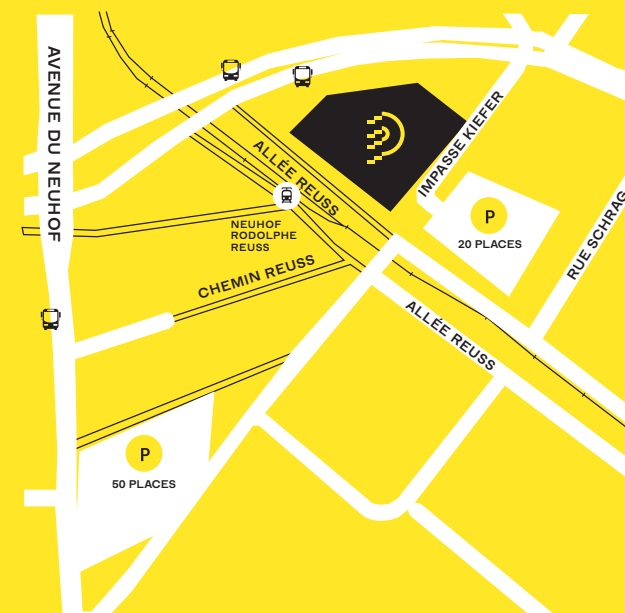 AVENUE DU NEUHOF
ALLÉE REUSS
IMPASSE KIEFER
P
20 PLACES
RUE SCHRAG
NEUHOF
RODOLPHE
REUSS
CHEMIN REUSS
ALLÉE REUSS
P
50 PLACES